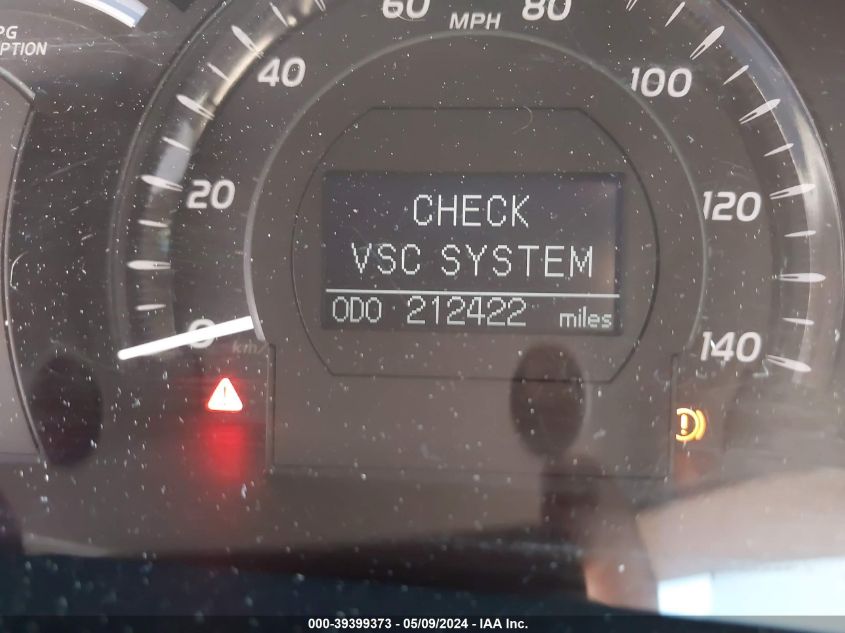 PG
PTION
MPH
0
20
40
60
80
100
120
140
km/
CHECK
VSC SYSTEM
ODO 212422 miles
000-39399373 - 05/09/2024 - IAA Inc.